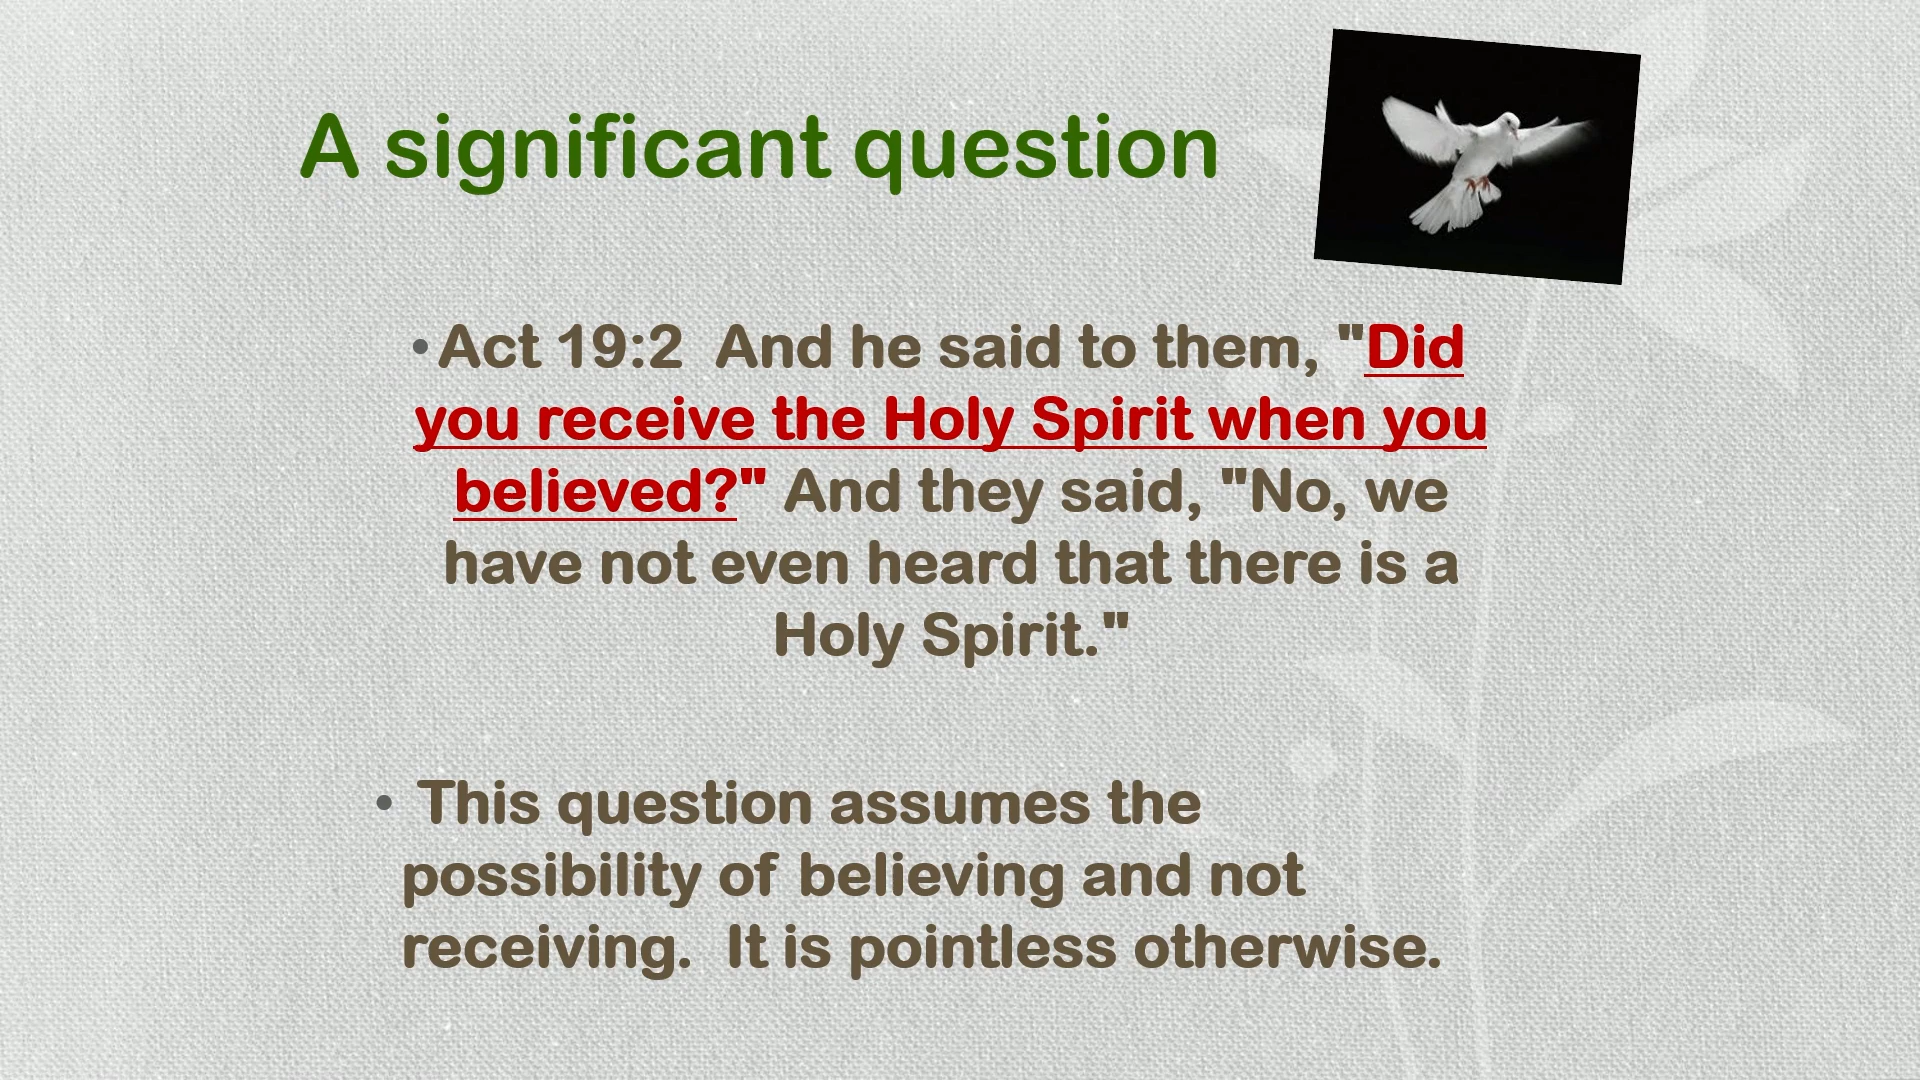 A significant question
•Act 19:2  And he said to them, "Did
you receive the Holy Spirit when you
believed?" And they said, "No, we
have not even heard that there is a
Holy Spirit."
• This question assumes the
possibility of believing and not
receiving.  It is pointless otherwise.